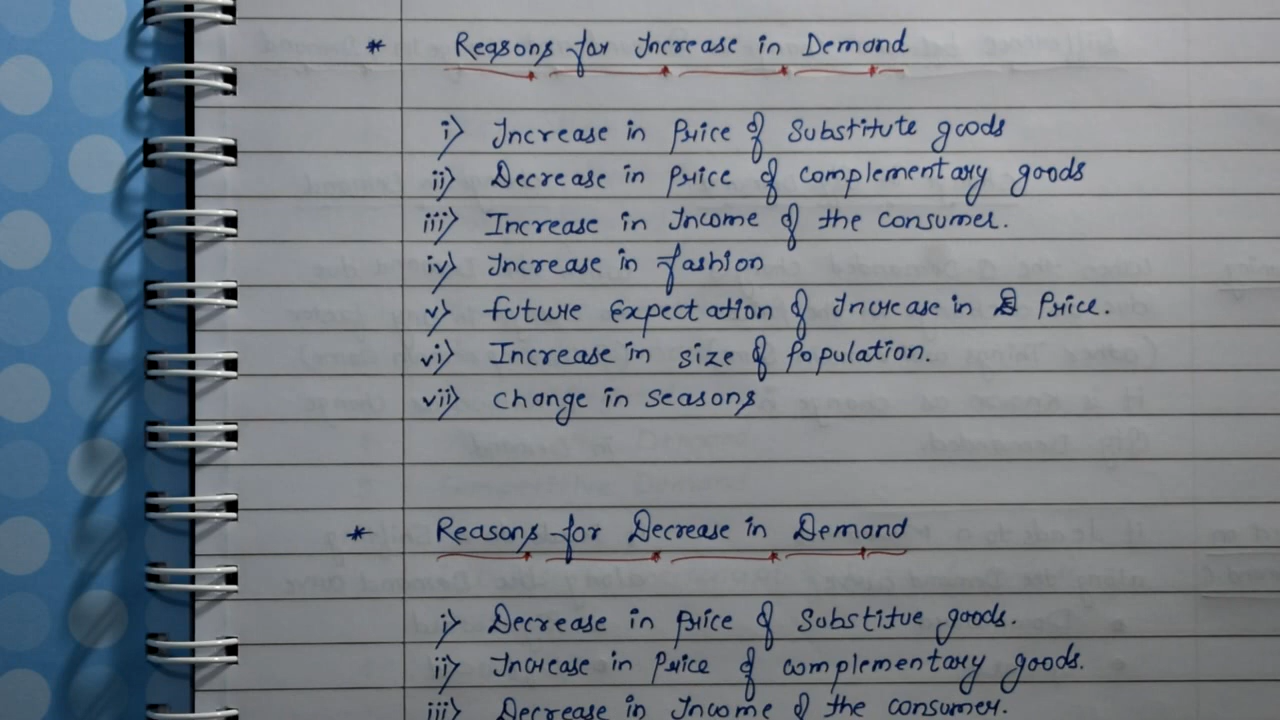 * Reasons for Increase in Demand
i) Increase in Price of Substitute goods
ii) Decrease in price of complementary goods
iii) Increase in Income of the consumer.
iv) Increase in fashion
v) future Expectation of Increase in Price.
vi) Increase in size of Population.
vii) change in seasons
* Reasons for Decrease in Demand
i) Decrease in price of Substitue goods.
ii) Increase in Price of complementary goods.
iii) Decrease in Income of the consumer.